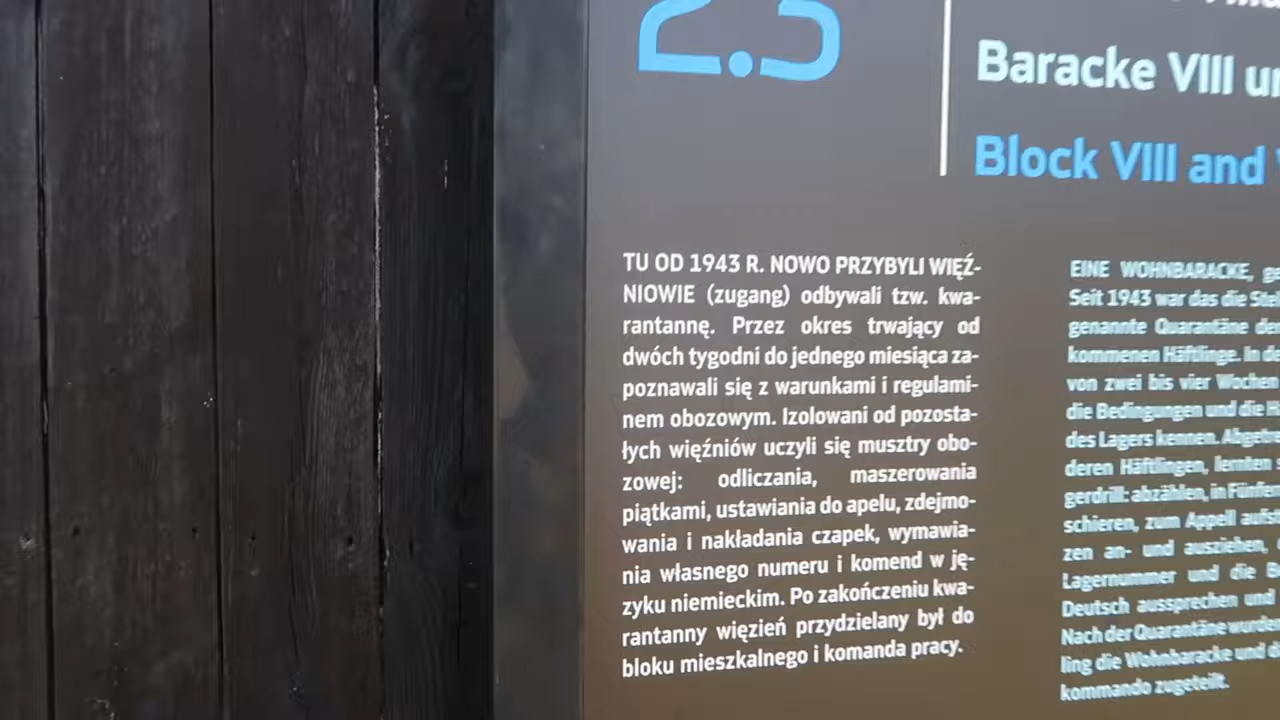 2.3
Baracke VIII
Block VIII and
TU OD 1943 R. NOWO PRZYBYLI WIĘŹ-
NIOWIE (zugang) odbywali tzw. kwa-
rantannę. Przez okres trwający od
dwóch tygodni do jednego miesiąca za-
poznawali się z warunkami i regulami-
nem obozowym. Izolowani od pozosta-
łych więźniów uczyli się musztry obo-
zowej: odliczania, maszerowania
piątkami, ustawiania do apelu, zdejmo-
wania i nakładania czapek, wymawia-
nia własnego numeru i komend w ję-
zyku niemieckim. Po zakończeniu kwa-
rantanny więzień przydzielany był do
bloku mieszkalnego i komanda pracy.
EINE WOHNBARACKE,
Seit 1943 war das die
genannte Quarantäne
kommenen Häftlinge. In
von zwei bis vier Wochen
die Bedingungen und die
des Lagers kennen.
deren Häftlingen, lernten
gerdrill: abzählen, in
schieren, zum Appell
zen an- und ausziehen,
Lagernummer und die
Deutsch aussprechen und
Nach der Quarantäne
ling die Wohnbaracke und
kommando zugeteilt.